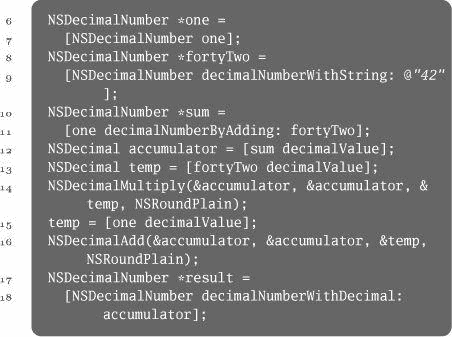 6 NSDecimalNumber *one =
7 [NSDecimalNumber one];
8 NSDecimalNumber *fortyTwo =
9 [NSDecimalNumber decimalNumberWithString: @"42"
];
10 NSDecimalNumber *sum =
11 [one decimalNumberByAdding: fortyTwo];
12 NSDecimal accumulator = [sum decimalValue];
13 NSDecimal temp = [fortyTwo decimalValue];
14 NSDecimalMultiply(&accumulator, &accumulator, &
temp, NSRoundPlain);
15 temp = [one decimalValue];
16 NSDecimalAdd(&accumulator, &accumulator, &temp,
NSRoundPlain);
17 NSDecimalNumber *result =
18 [NSDecimalNumber decimalNumberWithDecimal:
accumulator];